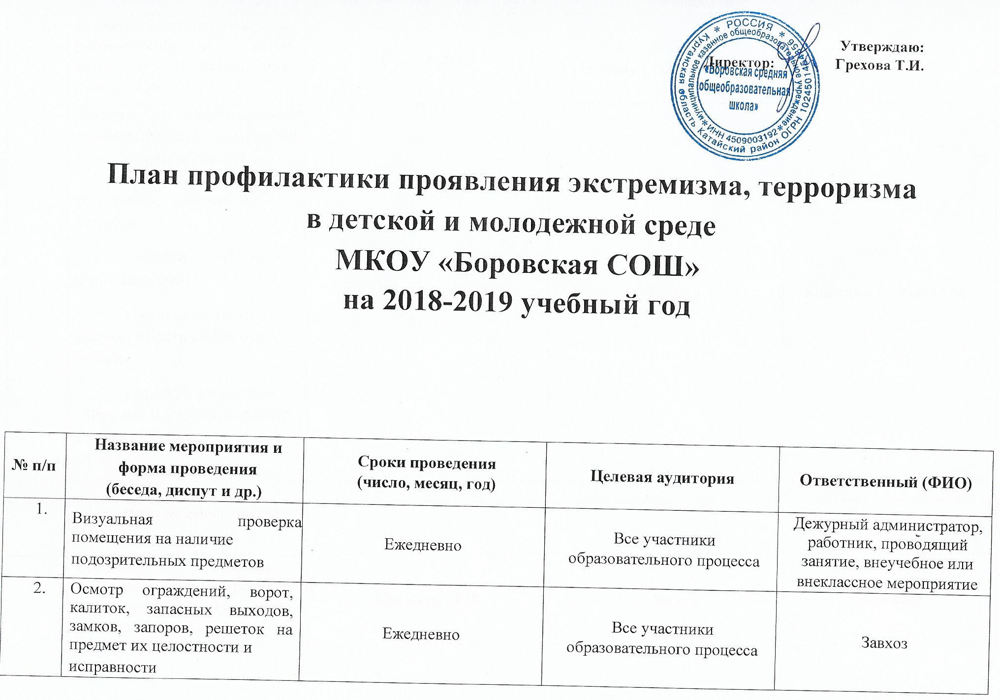 Утверждаю:
Директор: Грехова Т.И.
* РОССИЯ * Курганская область Катайский район ОГРН 1024501454856
*муниципальное казенное общеобразовательное учреждение*
ИНН 4509003192
«Боровская средняя
общеобразовательная
школа»
План профилактики проявления экстремизма, терроризма
в детской и молодежной среде
МКОУ «Боровская СОШ»
на 2018-2019 учебный год
№ п/п
Название мероприятия и
форма проведения
(беседа, диспут и др.)
Сроки проведения
(число, месяц, год)
Целевая аудитория
Ответственный (ФИО)
1.
Визуальная проверка
помещения на наличие
подозрительных предметов
Ежедневно
Все участники
образовательного процесса
Дежурный администратор,
работник, проводящий
занятие, внеучебное или
внеклассное мероприятие
2.
Осмотр ограждений, ворот,
калиток, запасных выходов,
замков, запоров, решеток на
предмет их целостности и
исправности
Ежедневно
Все участники
образовательного процесса
Завхоз